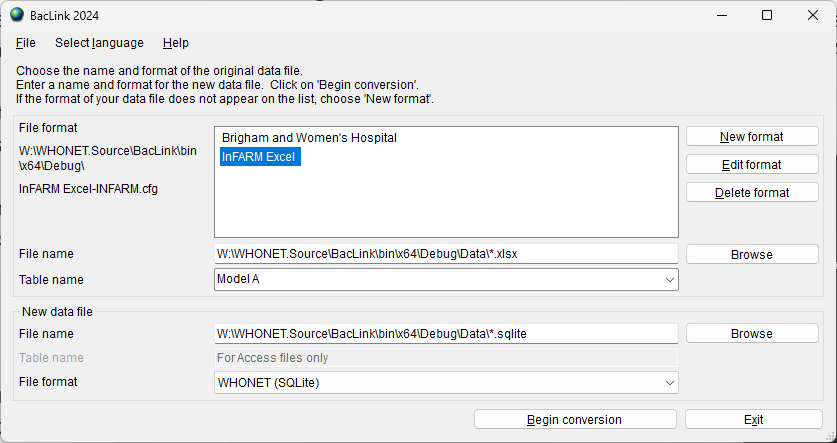 BacLink 2024
File Select language Help
Choose the name and format of the original data file.
Enter a name and format for the new data file. Click on 'Begin conversion'.
If the format of your data file does not appear on the list, choose 'New format'.
File format
W:\WHONET.Source\BacLink\bin
\x64\Debug\
InFARM Excel-INFARM.cfg
Brigham and Women's Hospital
InFARM Excel
New format
Edit format
Delete format
File name W:\WHONET.Source\BacLink\bin\x64\Debug\Data\*.xlsx Browse
Table name Model A
New data file
File name W:\WHONET.Source\BacLink\bin\x64\Debug\Data\*.sqlite Browse
Table name For Access files only
File format WHONET (SQLite)
Begin conversion Exit